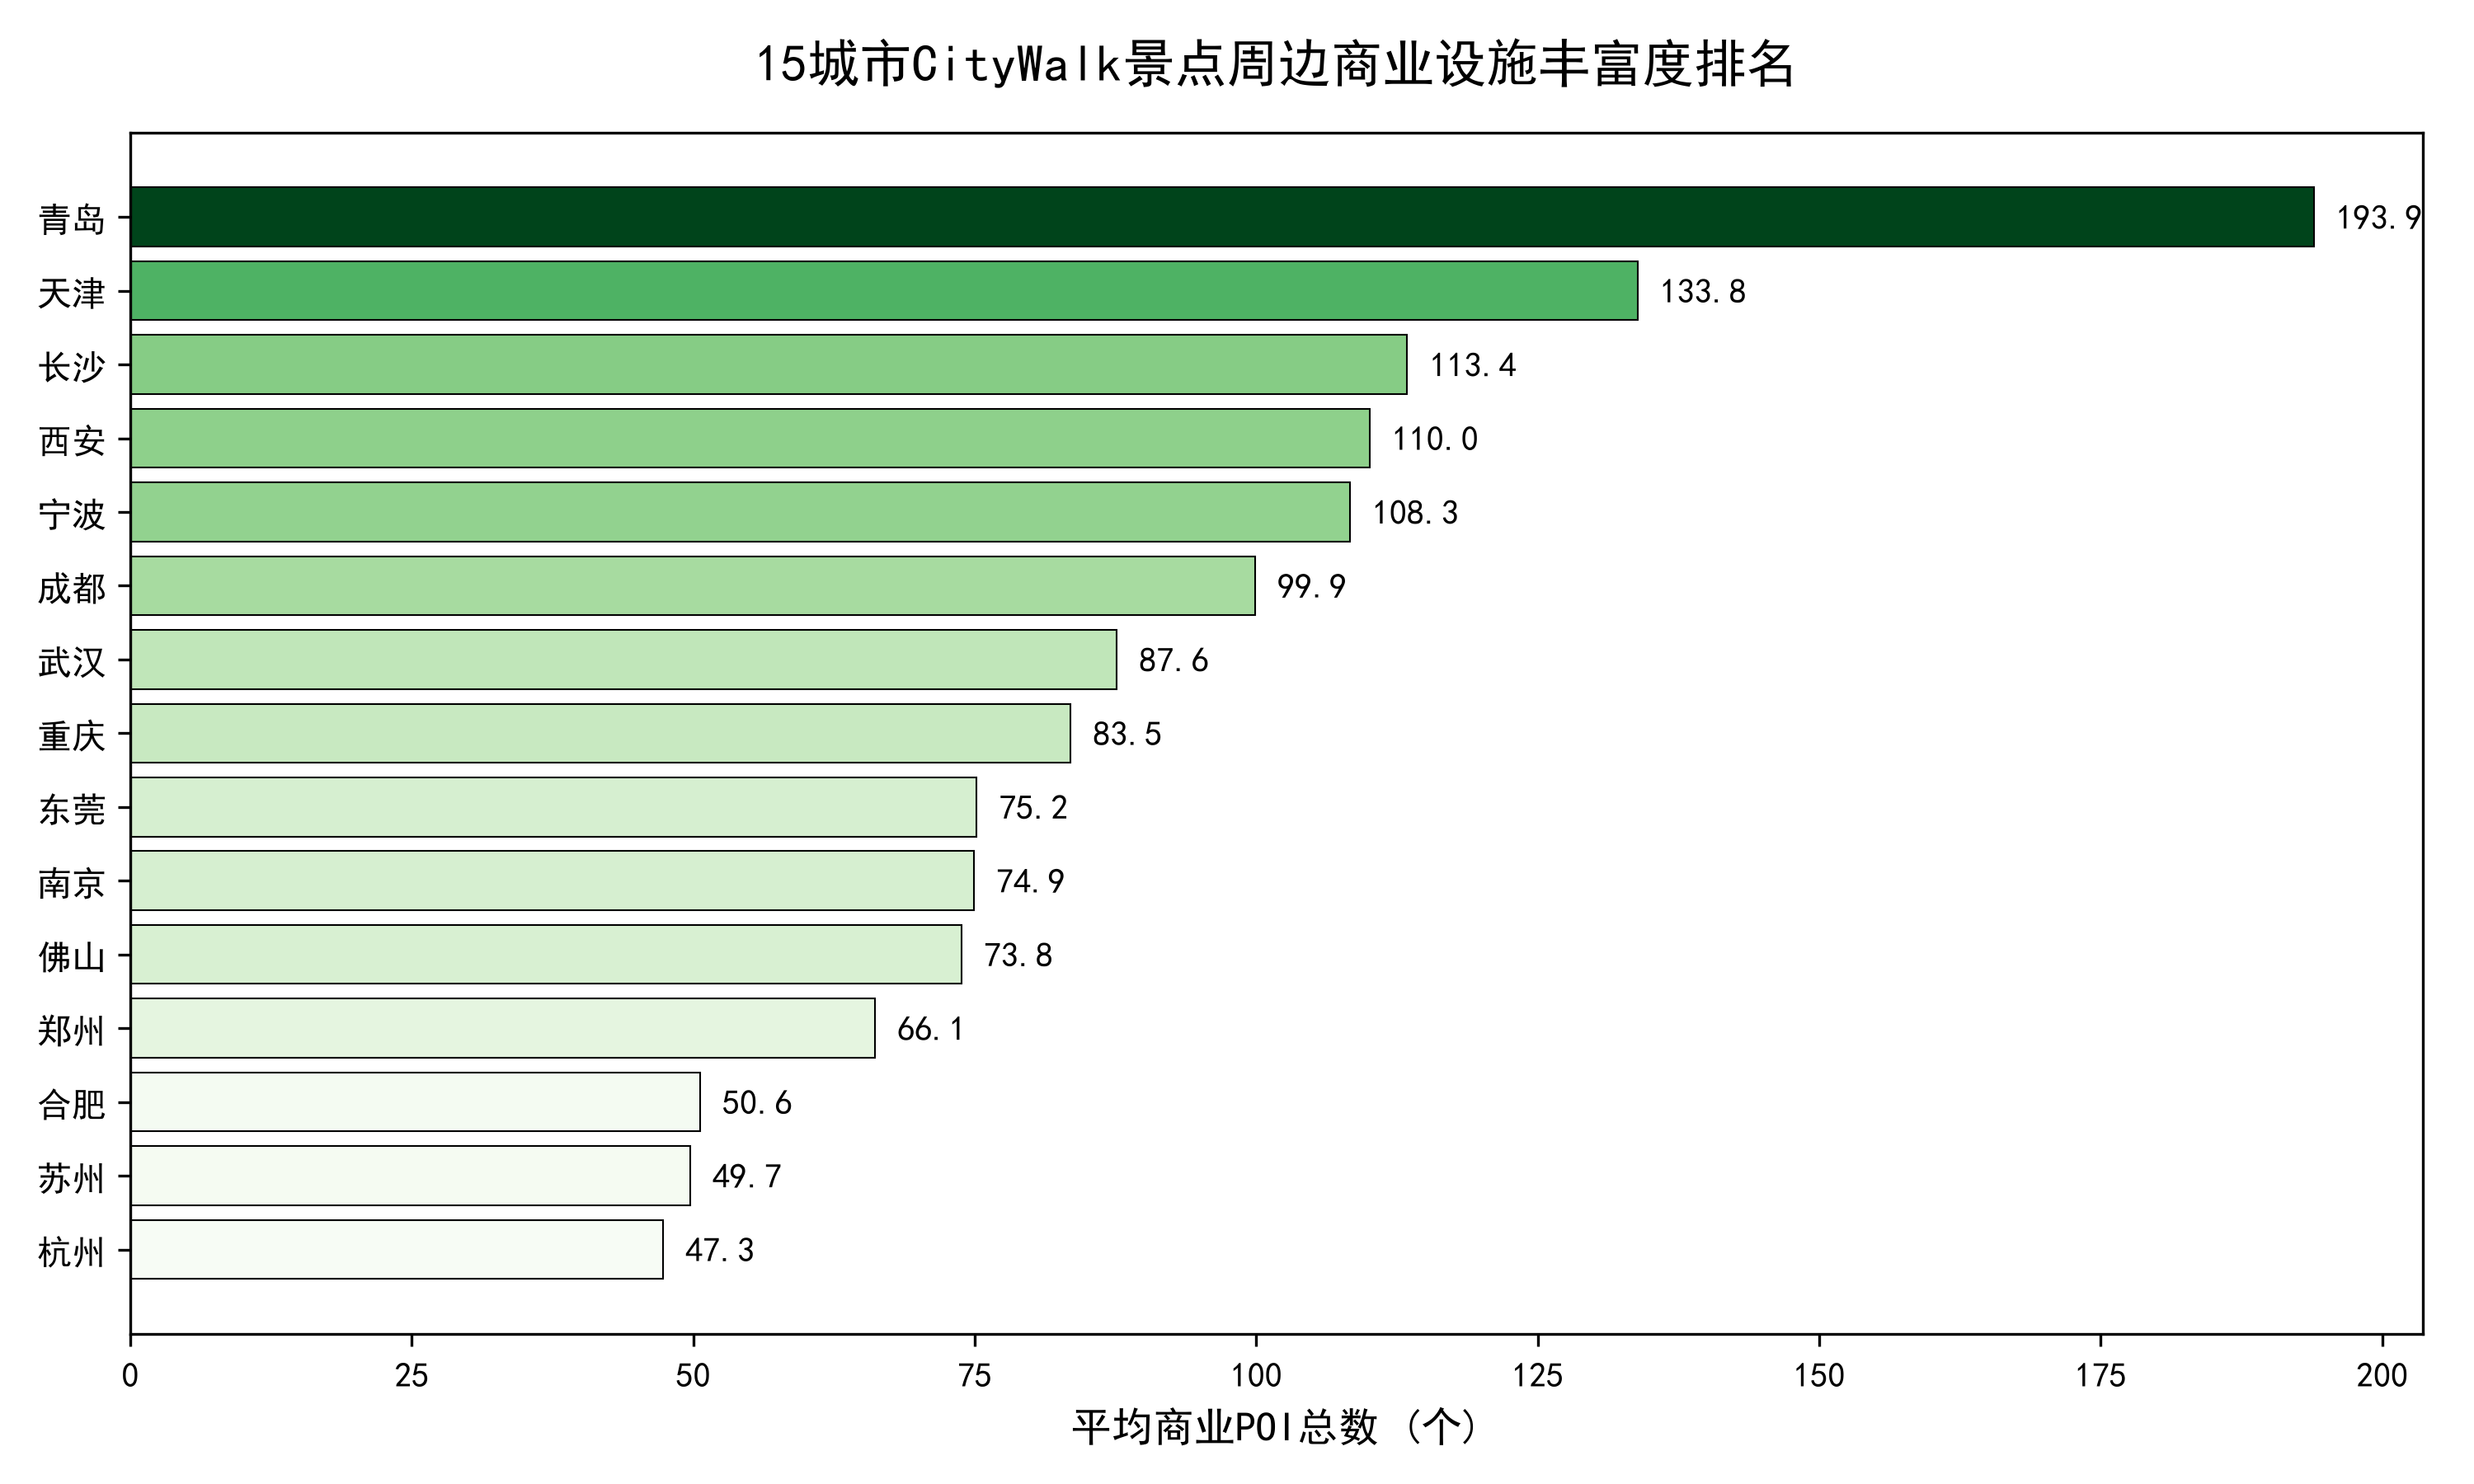 15城市CityWalk景点周边商业设施丰富度排名
青岛 193.9
天津 133.8
长沙 113.4
西安 110.0
宁波 108.3
成都 99.9
武汉 87.6
重庆 83.5
东莞 75.2
南京 74.9
佛山 73.8
郑州 66.1
合肥 50.6
苏州 49.7
杭州 47.3
0 25 50 75 100 125 150 175 200
平均商业POI总数 (个)